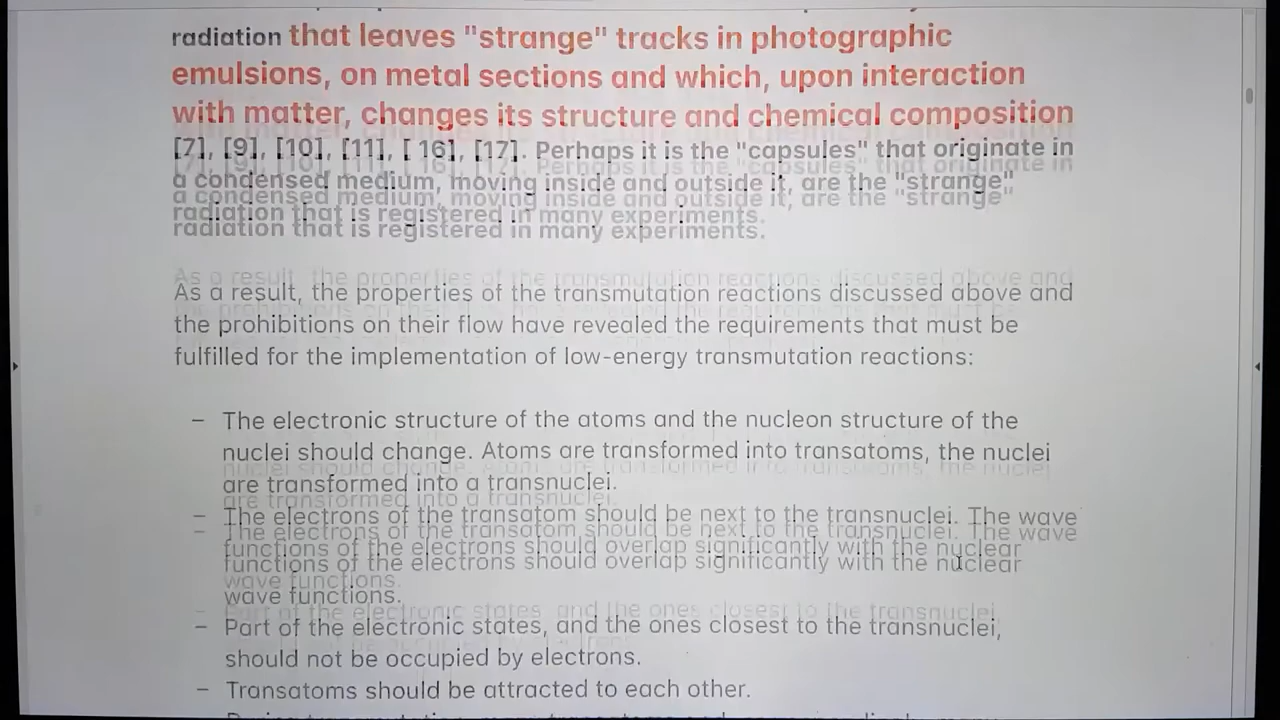 radiation that leaves "strange" tracks in photographic
emulsions, on metal sections and which, upon interaction
with matter, changes its structure and chemical composition
[7], [9], [10], [11], [ 16], [17]. Perhaps it is the "capsules" that originate in
a condensed medium, moving inside and outside it, are the "strange"
radiation that is registered in many experiments.
As a result, the properties of the transmutation reactions discussed above and
the prohibitions on their flow have revealed the requirements that must be
fulfilled for the implementation of low-energy transmutation reactions:
– The electronic structure of the atoms and the nucleon structure of the
nuclei should change. Atoms are transformed into transatoms, the nuclei
are transformed into a transnuclei.
– The electrons of the transatom should be next to the transnuclei. The wave
functions of the electrons should overlap significantly with the nuclear
wave functions.
– Part of the electronic states, and the ones closest to the transnuclei,
should not be occupied by electrons.
– Transatoms should be attracted to each other.